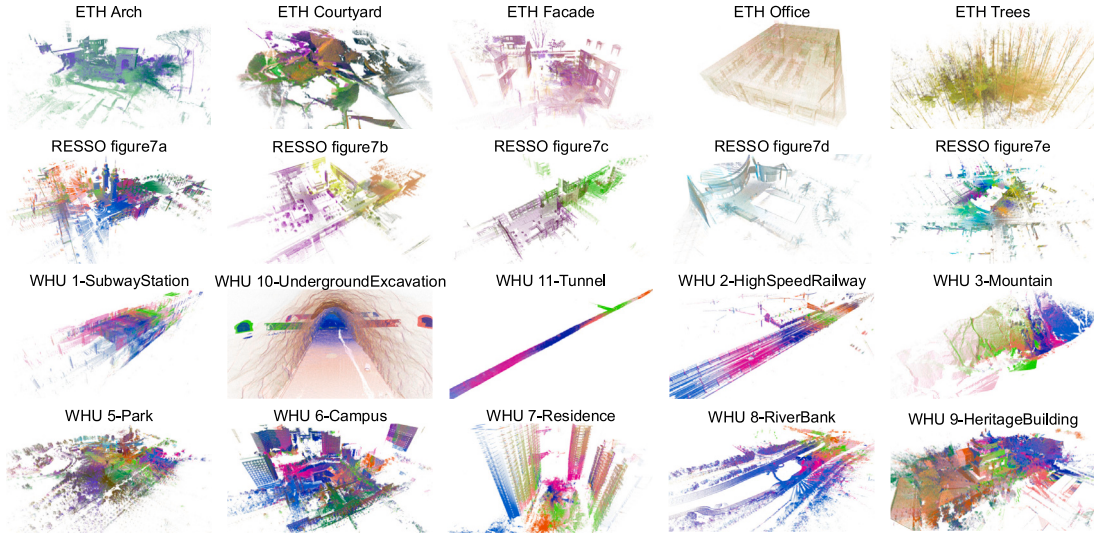 ETH Arch
ETH Courtyard
ETH Facade
ETH Office
ETH Trees
RESSO figure7a
RESSO figure7b
RESSO figure7c
RESSO figure7d
RESSO figure7e
WHU 1-SubwayStation
WHU 10-UndergroundExcavation
WHU 11-Tunnel
WHU 2-HighSpeedRailway
WHU 3-Mountain
WHU 5-Park
WHU 6-Campus
WHU 7-Residence
WHU 8-RiverBank
WHU 9-HeritageBuilding